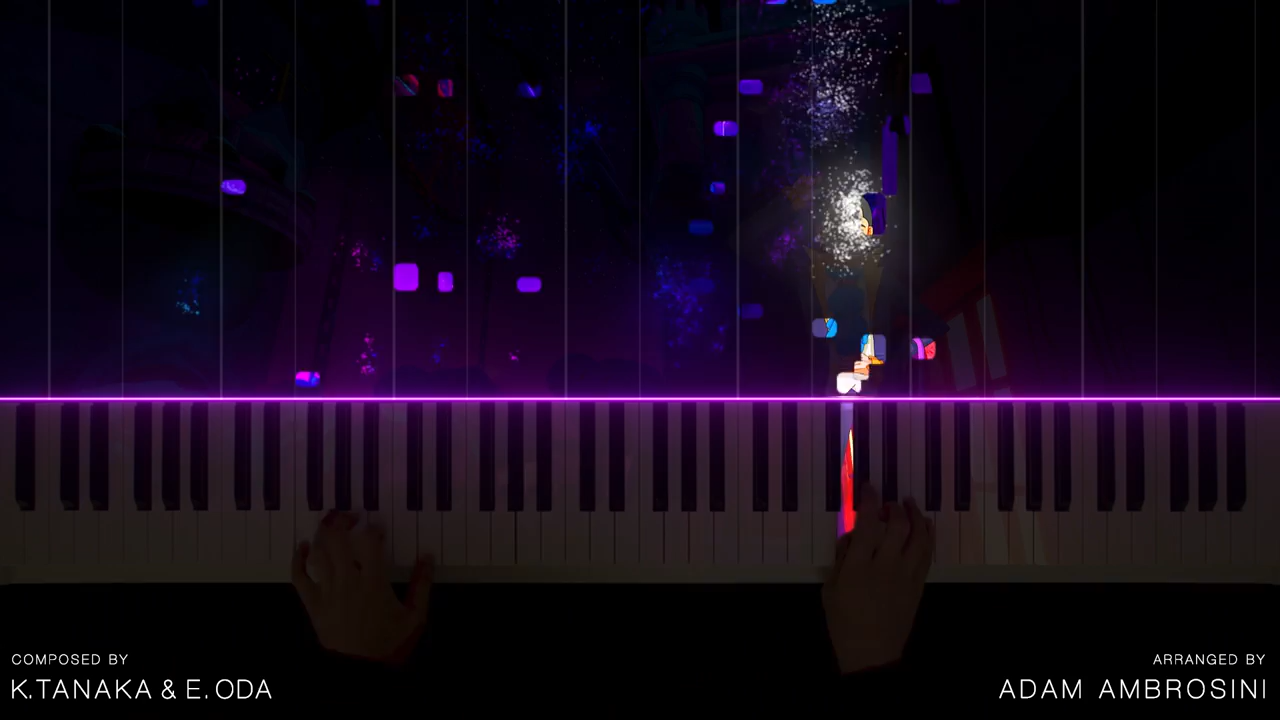 COMPOSED BY
K.TANAKA & E. ODA
ARRANGED BY
ADAM AMBROSINI